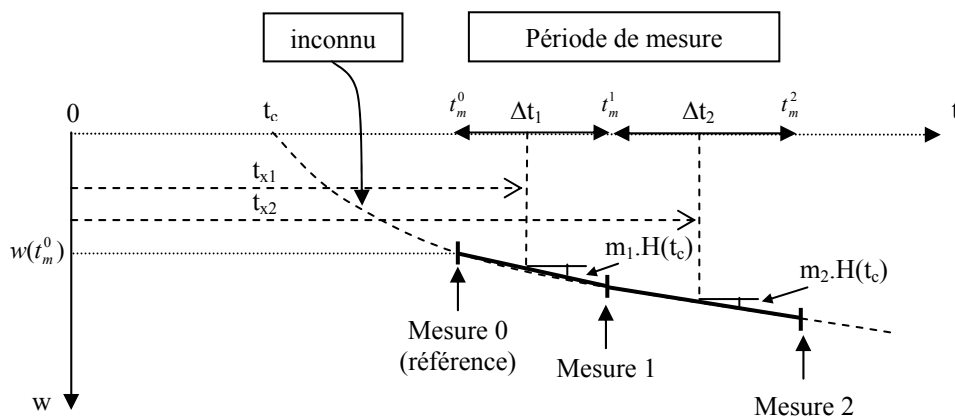 inconnu
Période de mesure
0
t_c
t_m^0
Δt_1
t_m^1
Δt_2
t_m^2
t
t_x1
t_x2
w(t_m^0)
m_1.H(t_c)
m_2.H(t_c)
Mesure 0
(référence)
Mesure 1
Mesure 2
w